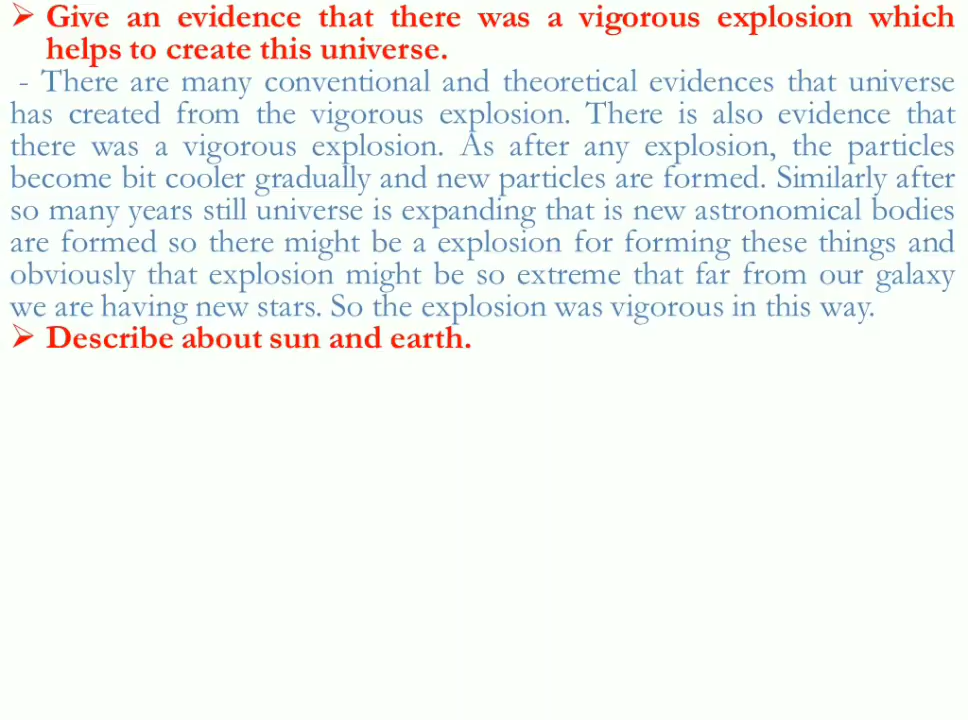 ➢ Give an evidence that there was a vigorous explosion which
helps to create this universe.
- There are many conventional and theoretical evidences that universe
has created from the vigorous explosion. There is also evidence that
there was a vigorous explosion. As after any explosion, the particles
become bit cooler gradually and new particles are formed. Similarly after
so many years still universe is expanding that is new astronomical bodies
are formed so there might be a explosion for forming these things and
obviously that explosion might be so extreme that far from our galaxy
we are having new stars. So the explosion was vigorous in this way.
➢ Describe about sun and earth.